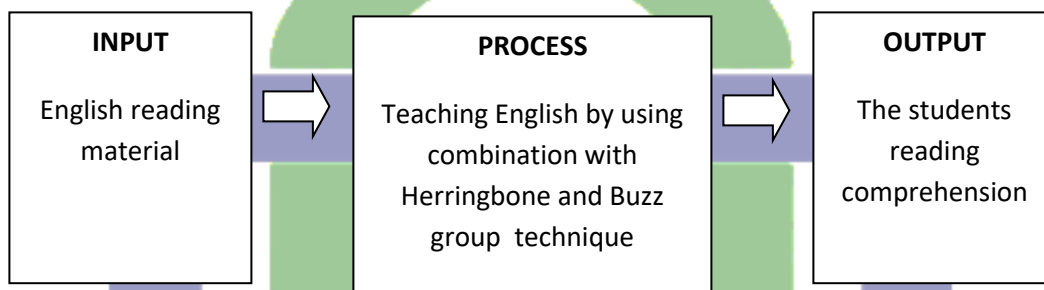 INPUT
English reading
material
PROCESS
Teaching English by using
combination with
Herringbone and Buzz
group technique
OUTPUT
The students
reading
comprehension